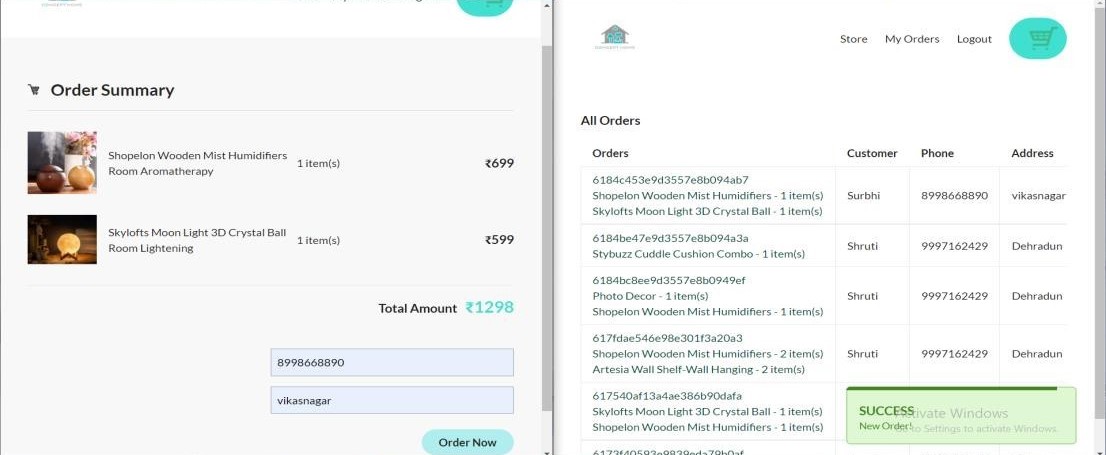 Order Summary
Shopelon Wooden Mist Humidifiers
Room Aromatherapy
1 item(s)
₹699
Skylofts Moon Light 3D Crystal Ball
Room Lightening
1 item(s)
₹599
Total Amount ₹1298
8998668890
vikasnagar
Order Now
Store My Orders Logout
All Orders
Orders Customer Phone Address
6184c453e9d3557e8b094ab7
Shopelon Wooden Mist Humidifiers - 1 item(s)
Skylofts Moon Light 3D Crystal Ball - 1 item(s)
Surbhi 8998668890 vikasnagar
6184be47e9d3557e8b094a3a
Stybuzz Cuddle Cushion Combo - 1 item(s)
Shruti 9997162429 Dehradun
6184bc8ee9d3557e8b0949ef
Photo Decor - 1 item(s)
Shopelon Wooden Mist Humidifiers - 1 item(s)
Shruti 9997162429 Dehradun
617fdae546e98e301f3a20a3
Shopelon Wooden Mist Humidifiers - 2 item(s)
Artesia Wall Shelf-Wall Hanging - 2 item(s)
Shruti 9997162429 Dehradun
617540af13a4ae386b90dafa
Skylofts Moon Light 3D Crystal Ball - 1 item(s)
Shopelon Wooden Mist Humidifiers - 1 item(s)
SUCCESS
New Order!
Activate Windows
Go to Settings to activate Windows.